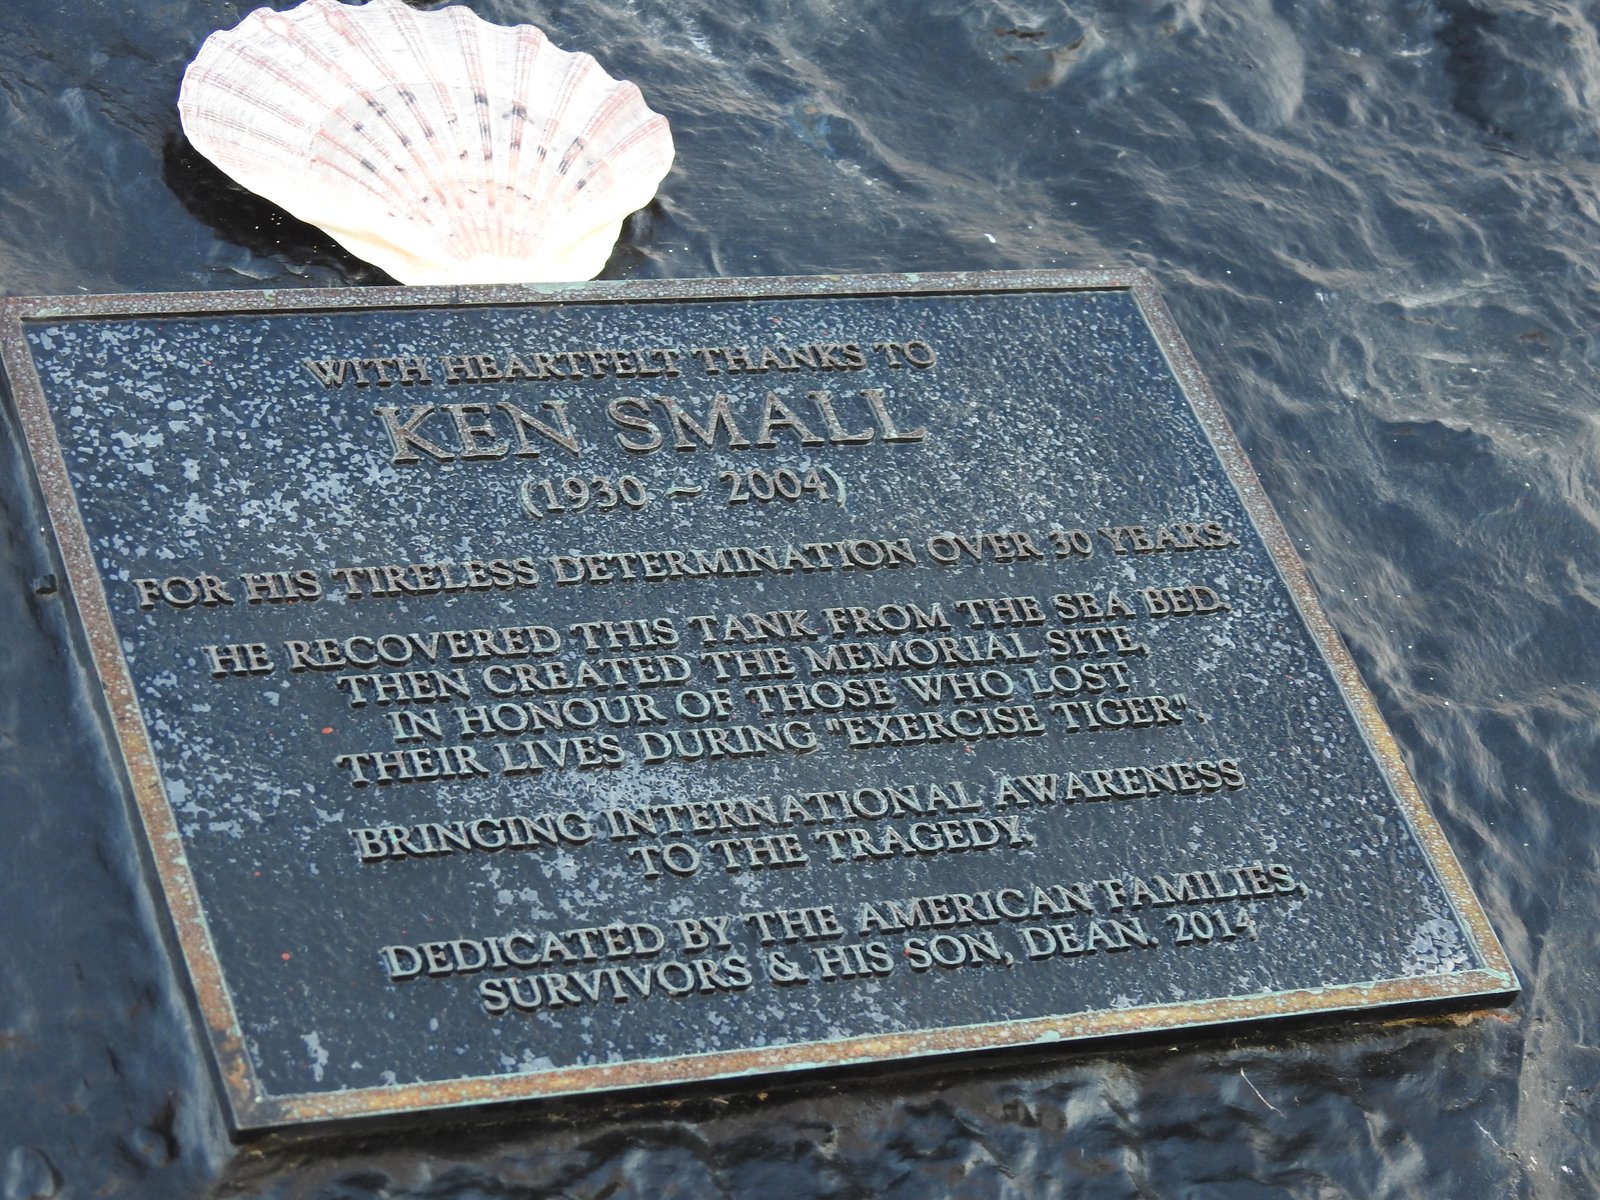 WITH HEARTFELT THANKS TO
KEN SMALL
(1930 ~ 2004)
FOR HIS TIRELESS DETERMINATION OVER 30 YEARS.
HE RECOVERED THIS TANK FROM THE SEA BED.
THEN CREATED THE MEMORIAL SITE,
IN HONOUR OF THOSE WHO LOST
THEIR LIVES DURING "EXERCISE TIGER".
BRINGING INTERNATIONAL AWARENESS
TO THE TRAGEDY.
DEDICATED BY THE AMERICAN FAMILIES,
SURVIVORS & HIS SON, DEAN. 2014